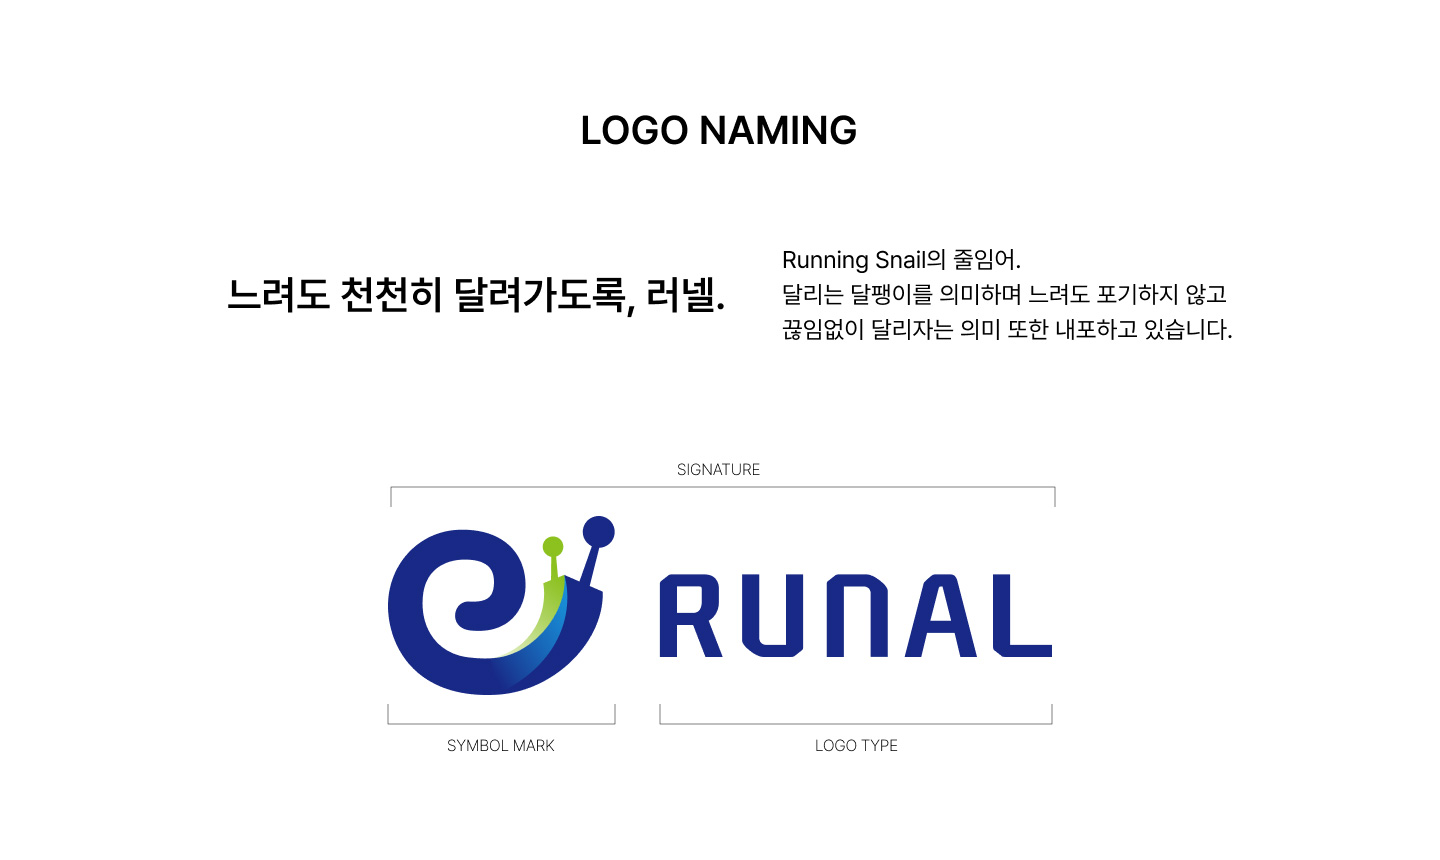 LOGO NAMING
느려도 천천히 달려가도록, 러넬.
Running Snail의 줄임어.
달리는 달팽이를 의미하며 느려도 포기하지 않고
끊임없이 달리자는 의미 또한 내포하고 있습니다.
SIGNATURE
RUNAL
SYMBOL MARK
LOGO TYPE